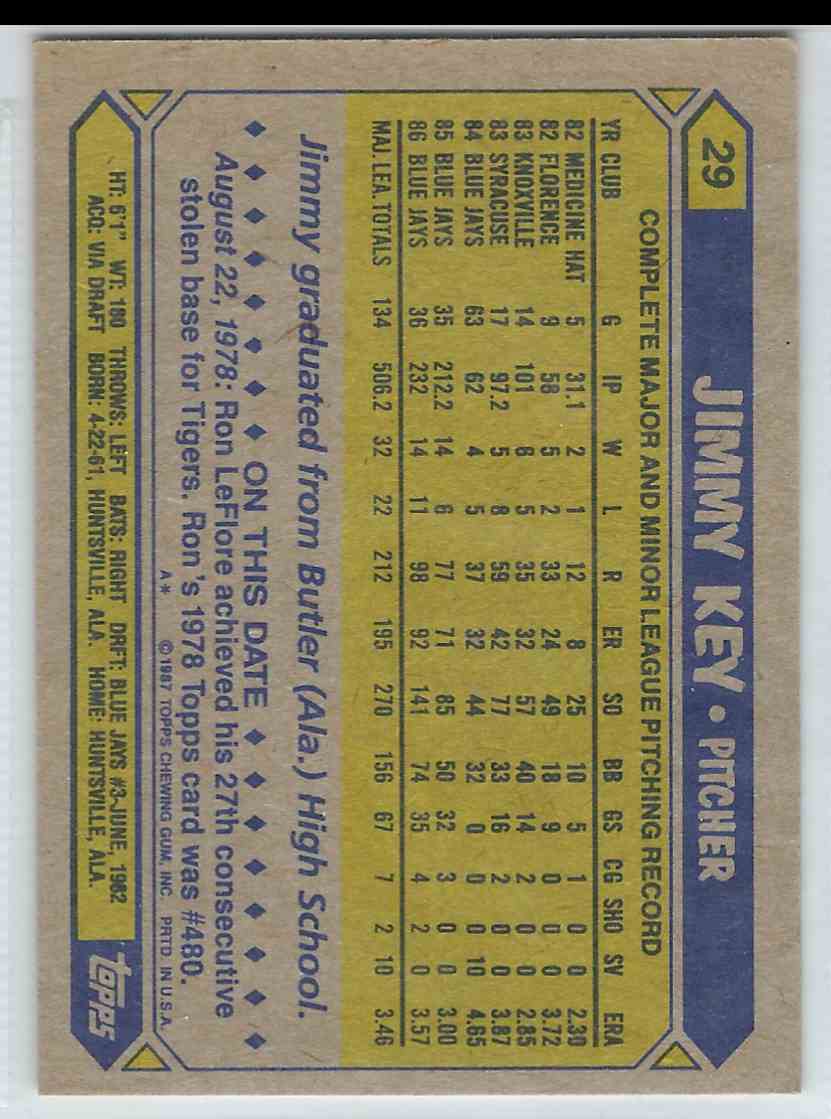 29
JIMMY KEY • PITCHER
COMPLETE MAJOR AND MINOR LEAGUE PITCHING RECORD
YR CLUB G IP W L R ER SO BB GS CG SHO SV ERA
82 MEDICINE HAT 5 31.1 2 1 12 8 25 10 5 1 0 0 2.30
82 FLORENCE 9 58 5 2 33 24 49 18 9 0 0 0 3.72
83 KNOXVILLE 14 101 6 5 35 32 57 40 14 2 0 0 2.85
83 SYRACUSE 17 97.2 5 8 59 42 77 33 16 2 0 0 3.87
84 BLUE JAYS 63 62 4 5 37 32 44 32 0 0 0 10 4.65
85 BLUE JAYS 35 212.2 14 6 77 71 85 50 32 3 0 0 3.00
86 BLUE JAYS 36 232 14 11 98 92 141 74 35 4 2 0 3.57
MAJ. LEA. TOTALS 134 506.2 32 22 212 195 270 156 67 7 2 10 3.46
Jimmy graduated from Butler (Ala.) High School.
ON THIS DATE
August 22, 1978: Ron LeFlore achieved his 27th consecutive
stolen base for Tigers. Ron's 1978 Topps card was #480.
A* ©1987 TOPPS CHEWING GUM, INC. PRTD IN U.S.A.
HT: 6'1" WT: 180 THROWS: LEFT BATS: RIGHT DRFT: BLUE JAYS #3-JUNE, 1982
ACQ: VIA DRAFT BORN: 4-22-61, HUNTSVILLE, ALA. HOME: HUNTSVILLE, ALA.
topps